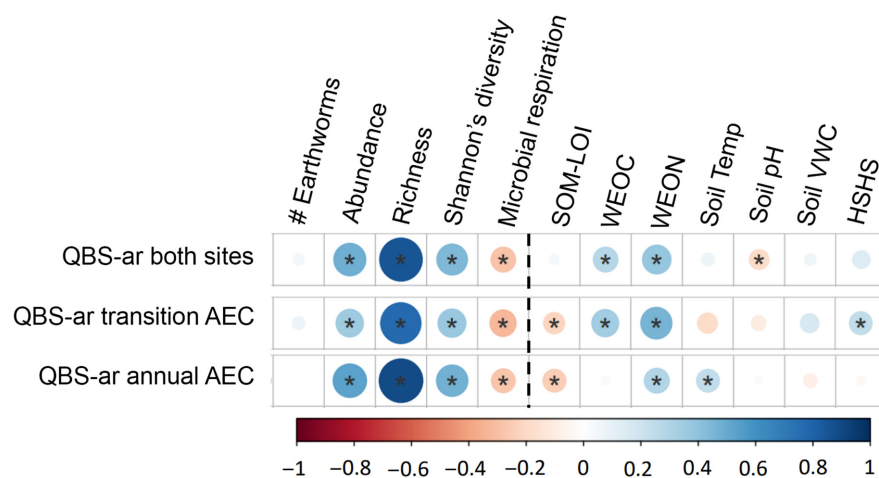 # Earthworms
Abundance
Richness
Shannon's diversity
Microbial respiration
SOM-LOI
WEOC
WEON
Soil Temp
Soil pH
Soil VWC
HSHS
QBS-ar both sites * * * * * * *
QBS-ar transition AEC * * * * * * * *
QBS-ar annual AEC * * * * * * *
−1 −0.8 −0.6 −0.4 −0.2 0 0.2 0.4 0.6 0.8 1